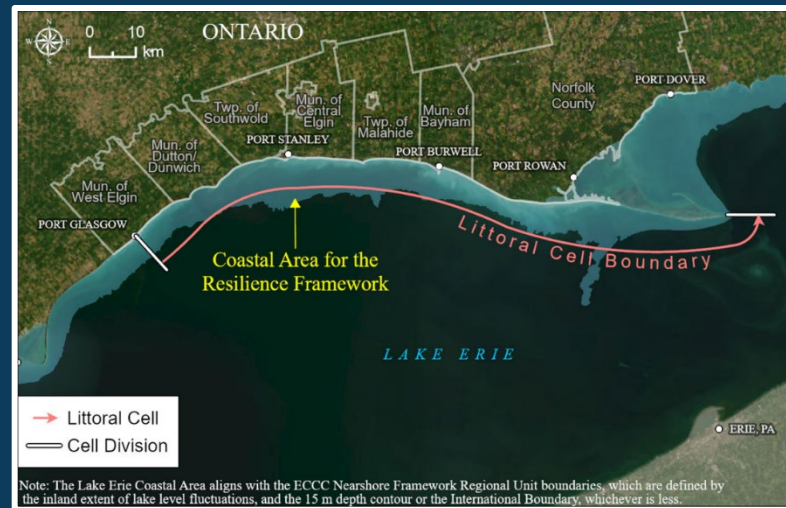 N
W E
S
0 10
km
ONTARIO
PORT DOVER
Norfolk
County
Mun. of
Central
Elgin
Twp. of
Southwold
Mun. of
Bayham
Twp. of
Malahide
Mun. of
Dutton/
Dunwich
PORT STANLEY
PORT BURWELL
PORT ROWAN
Mun. of
West Elgin
PORT GLASGOW
Littoral Cell Boundary
Coastal Area for the
Resilience Framework
LAKE ERIE
Littoral Cell
Cell Division
ERIE, PA
Note: The Lake Erie Coastal Area aligns with the ECCC Nearshore Framework Regional Unit boundaries, which are defined by
the inland extent of lake level fluctuations, and the 15 m depth contour or the International Boundary, whichever is less.